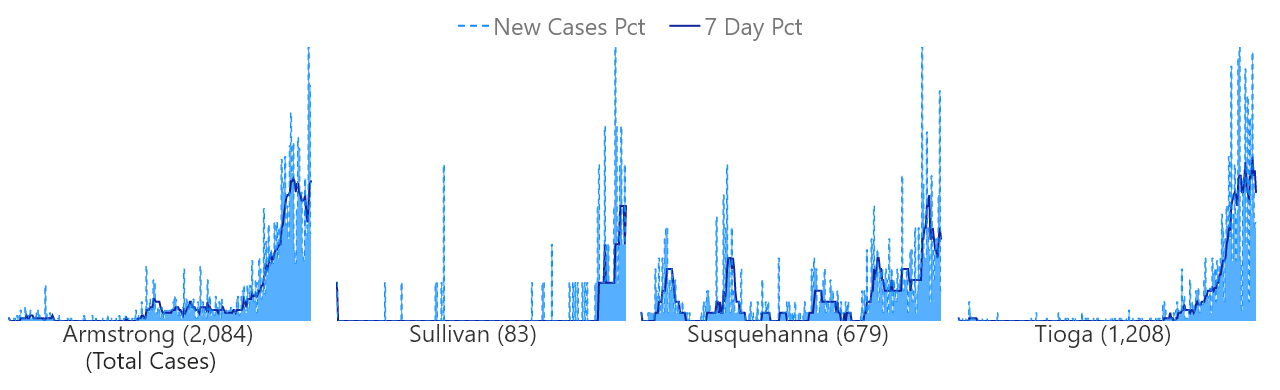 New Cases Pct 7 Day Pct
Armstrong (2,084) Sullivan (83) Susquehanna (679) Tioga (1,208)
(Total Cases)